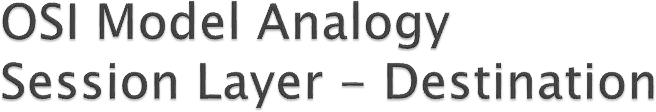 OSI Model Analogy
Session Layer - Destination